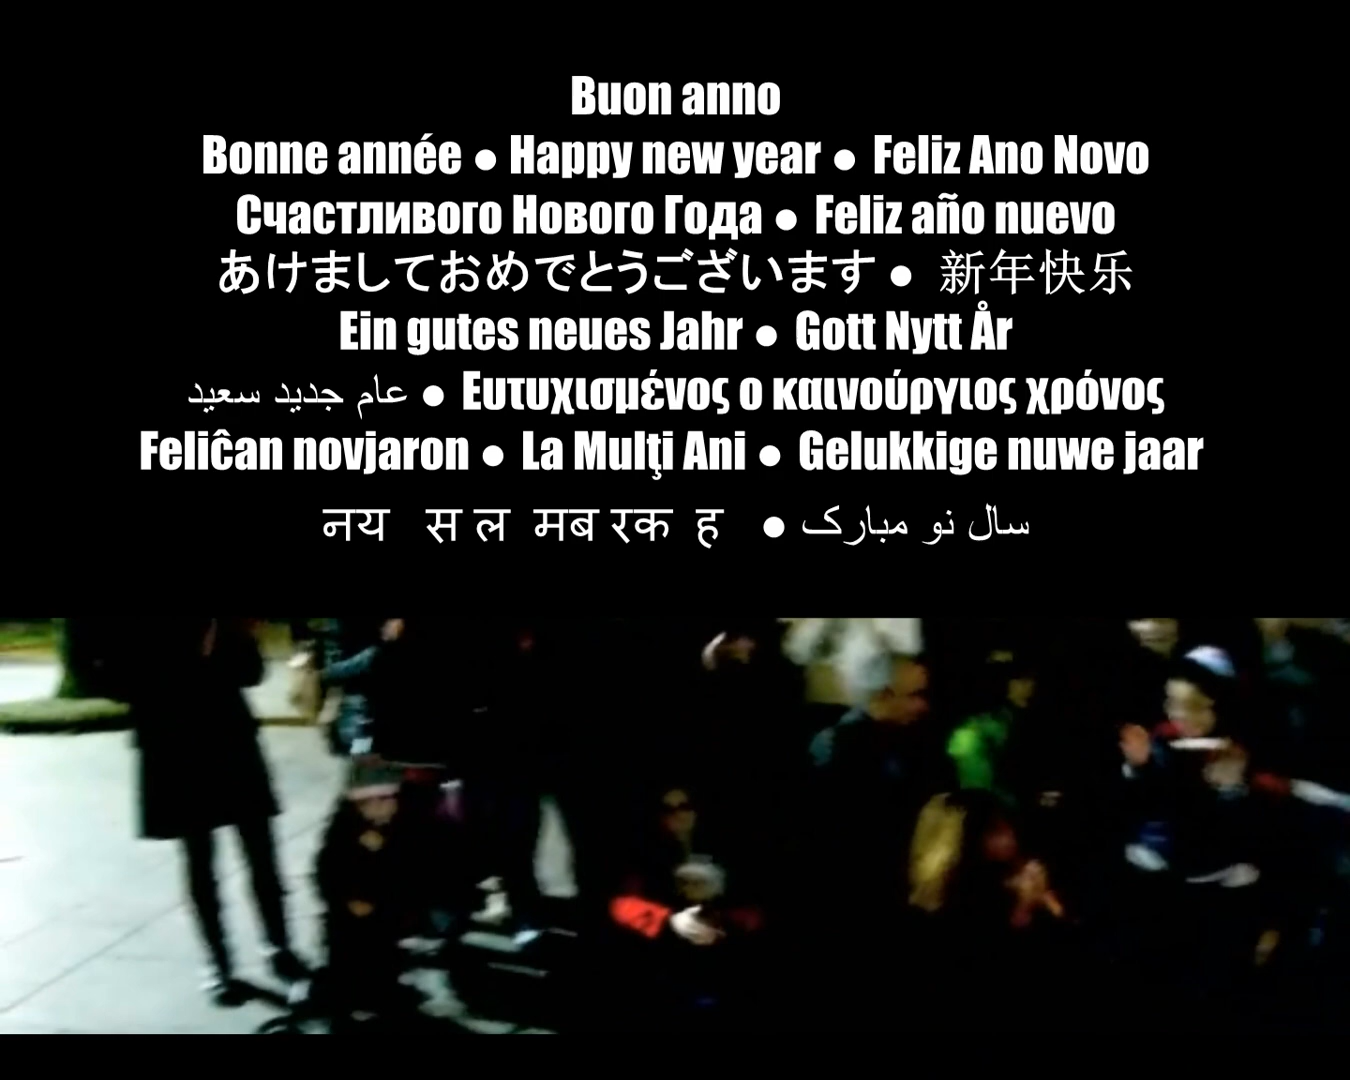 Buon anno
Bonne année ● Happy new year ● Feliz Ano Novo
Счастливого Нового Года ● Feliz año nuevo
あけましておめでとうございます ● 新年快乐
Ein gutes neues Jahr ● Gott Nytt År
عام جديد سعيد ● Ευτυχισμένος ο καινούργιος χρόνος
Feliĉan novjaron ● La Mulţi Ani ● Gelukkige nuwe jaar
नय स ल मब रक ह ● سال نو مبارک